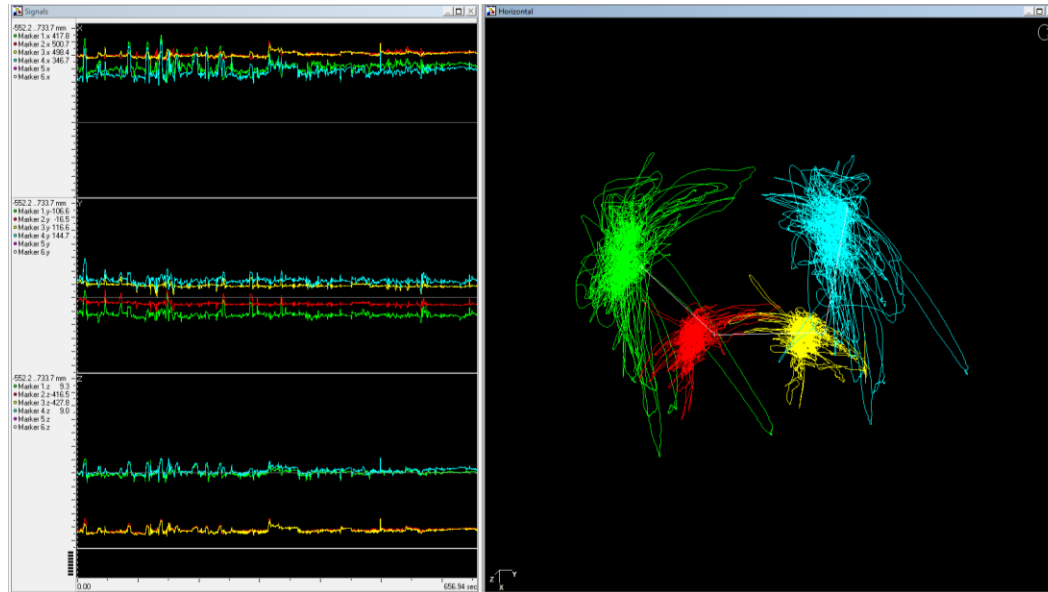 Signals
Horizontal
-552.2 ..733.7 mm
X
Marker 1.x 417.8
Marker 2.x 500.7
Marker 3.x 498.4
Marker 4.x 346.7
Marker 5.x
Marker 6.x
-552.2 ..733.7 mm
Y
Marker 1.y-106.6
Marker 2.y -16.5
Marker 3.y 116.6
Marker 4.y 144.7
Marker 5.y
Marker 6.y
-552.2 ..733.7 mm
Z
Marker 1.z 9.3
Marker 2.z-416.5
Marker 3.z-427.8
Marker 4.z 9.0
Marker 5.z
Marker 6.z
0.00
656.94 sec
Z Y
X